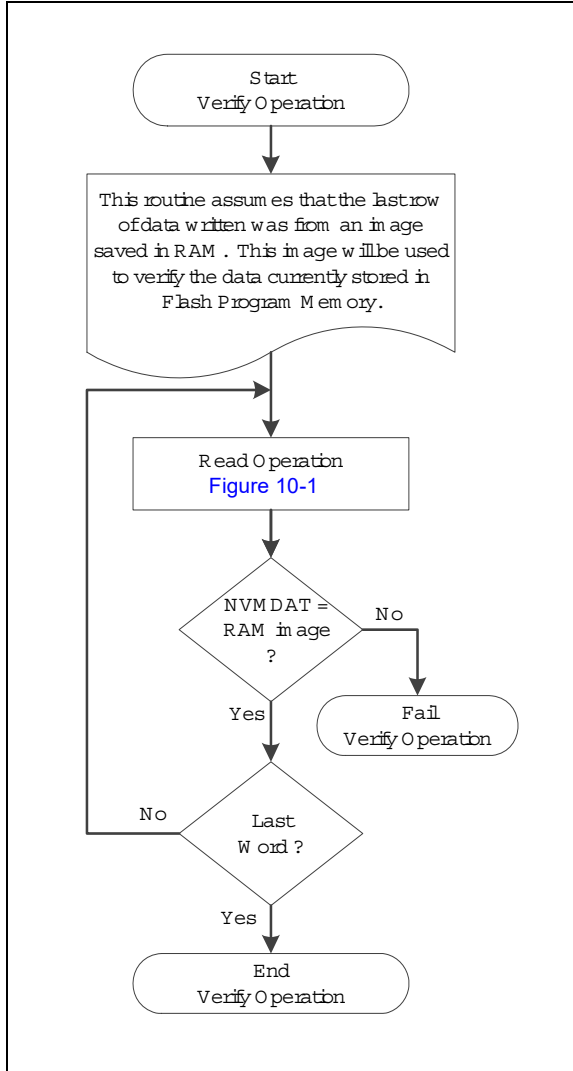 Start
Verify Operation
This routine assumes that the last row
of data written was from an image
saved in RAM. This image will be used
to verify the data currently stored in
Flash Program Memory.
Read Operation
Figure 10-1
NVMDAT =
RAM image
?
No
Yes
Fail
Verify Operation
No
Last
Word ?
Yes
End
Verify Operation